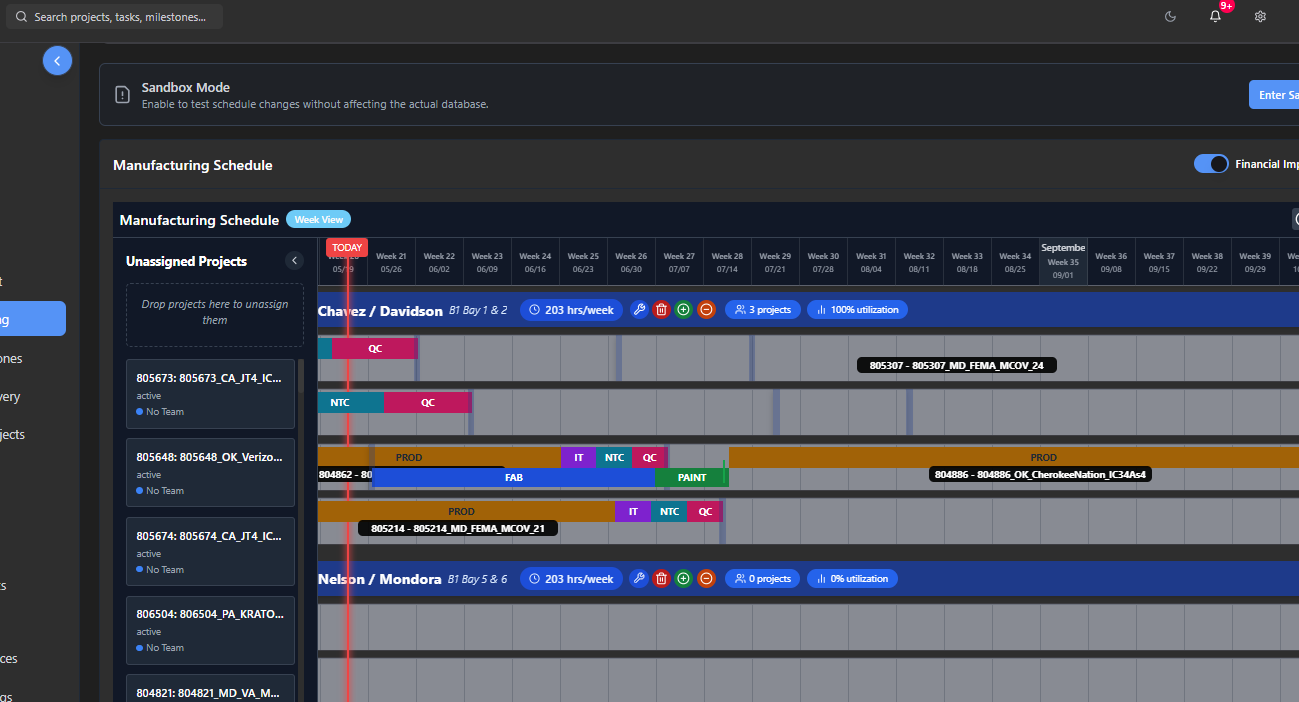 Search projects, tasks, milestones...
9+
Sandbox Mode
Enable to test schedule changes without affecting the actual database.
Enter Sa
Manufacturing Schedule
Financial Imp
Manufacturing Schedule
Week View
Unassigned Projects
Drop projects here to unassign
them
805673: 805673_CA_JT4_IC...
active
No Team
805648: 805648_OK_Verizo...
active
No Team
805674: 805674_CA_JT4_IC...
active
No Team
806504: 806504_PA_KRATO...
active
No Team
804821: 804821_MD_VA_M...
TODAY
05/19
Week 21
05/26
Week 22
06/02
Week 23
06/09
Week 24
06/16
Week 25
06/23
Week 26
06/30
Week 27
07/07
Week 28
07/14
Week 29
07/21
Week 30
07/28
Week 31
08/04
Week 32
08/11
Week 33
08/18
Week 34
08/25
Septembe
Week 35
09/01
Week 36
09/08
Week 37
09/15
Week 38
09/22
Week 39
09/29
Chavez / Davidson B1 Bay 1 & 2 203 hrs/week 3 projects 100% utilization
QC
805307 - 805307_MD_FEMA_MCOV_24
NTC QC
PROD IT NTC QC PROD
804862 - 80 804886 - 804886_OK_CherokeeNation_IC34As4
FAB PAINT
PROD IT NTC QC
805214 - 805214_MD_FEMA_MCOV_21
Nelson / Mondora B1 Bay 5 & 6 203 hrs/week 0 projects 0% utilization
t
ng
ones
very
jects
ts
ces
gs